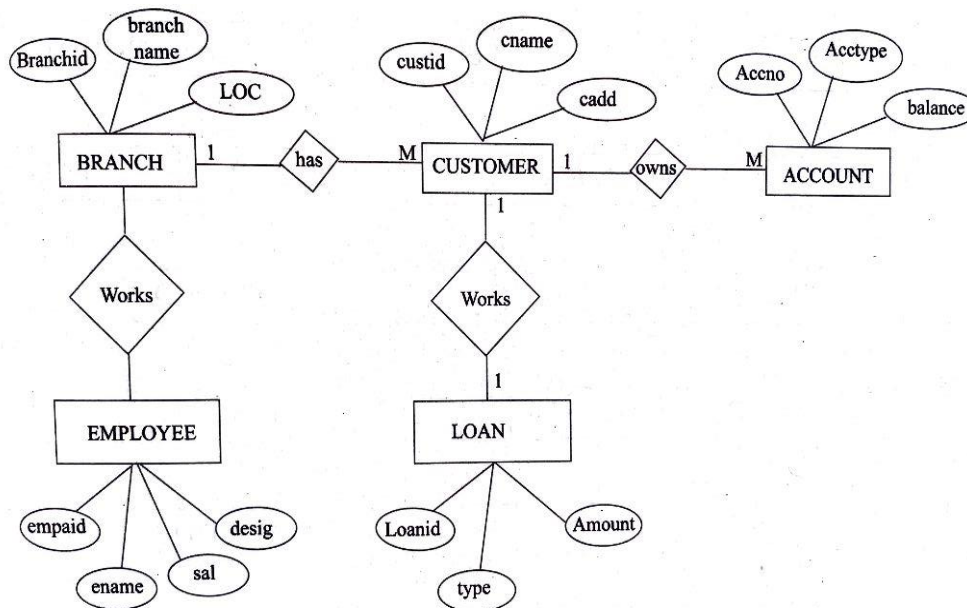 Branchid
branch
name
LOC
custid
cname
cadd
Accno
Acctype
balance
BRANCH
1
has
M
CUSTOMER
1
owns
M
ACCOUNT
1
Works
Works
1
EMPLOYEE
LOAN
empaid
ename
sal
desig
Loanid
type
Amount